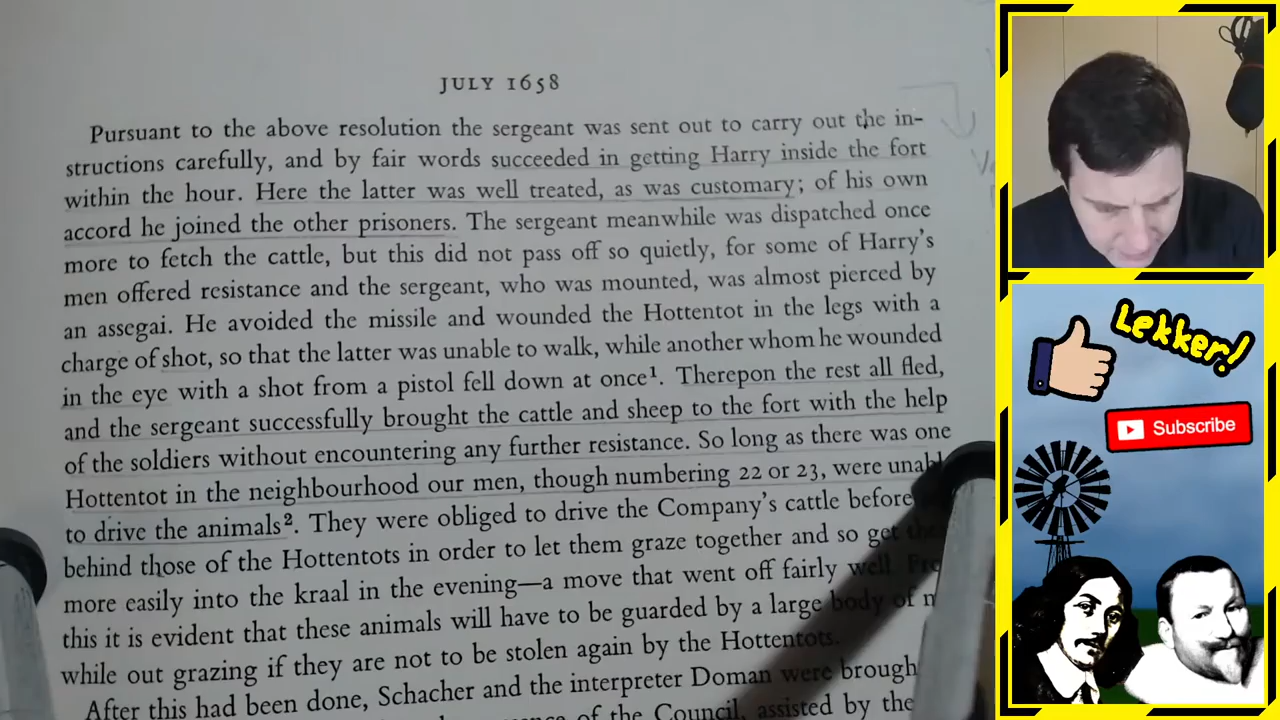 JULY 1658
Pursuant to the above resolution the sergeant was sent out to carry out the in-
structions carefully, and by fair words succeeded in getting Harry inside the fort
within the hour. Here the latter was well treated, as was customary; of his own
accord he joined the other prisoners. The sergeant meanwhile was dispatched once
more to fetch the cattle, but this did not pass off so quietly, for some of Harry's
men offered resistance and the sergeant, who was mounted, was almost pierced by
an assegai. He avoided the missile and wounded the Hottentot in the legs with a
charge of shot, so that the latter was unable to walk, while another whom he wounded
in the eye with a shot from a pistol fell down at once¹. Therepon the rest all fled,
and the sergeant successfully brought the cattle and sheep to the fort with the help
of the soldiers without encountering any further resistance. So long as there was one
Hottentot in the neighbourhood our men, though numbering 22 or 23, were
to drive the animals². They were obliged to drive the Company's cattle before
behind those of the Hottentots in order to let them graze together and so get
more easily into the kraal in the evening—a move that went off fairly well.
this it is evident that these animals will have to be guarded by a large body of
while out grazing if they are not to be stolen again by the Hottentots.
After this had been done, Schacher and the interpreter Doman were
of the Council, assisted by the
Lekker!
Subscribe